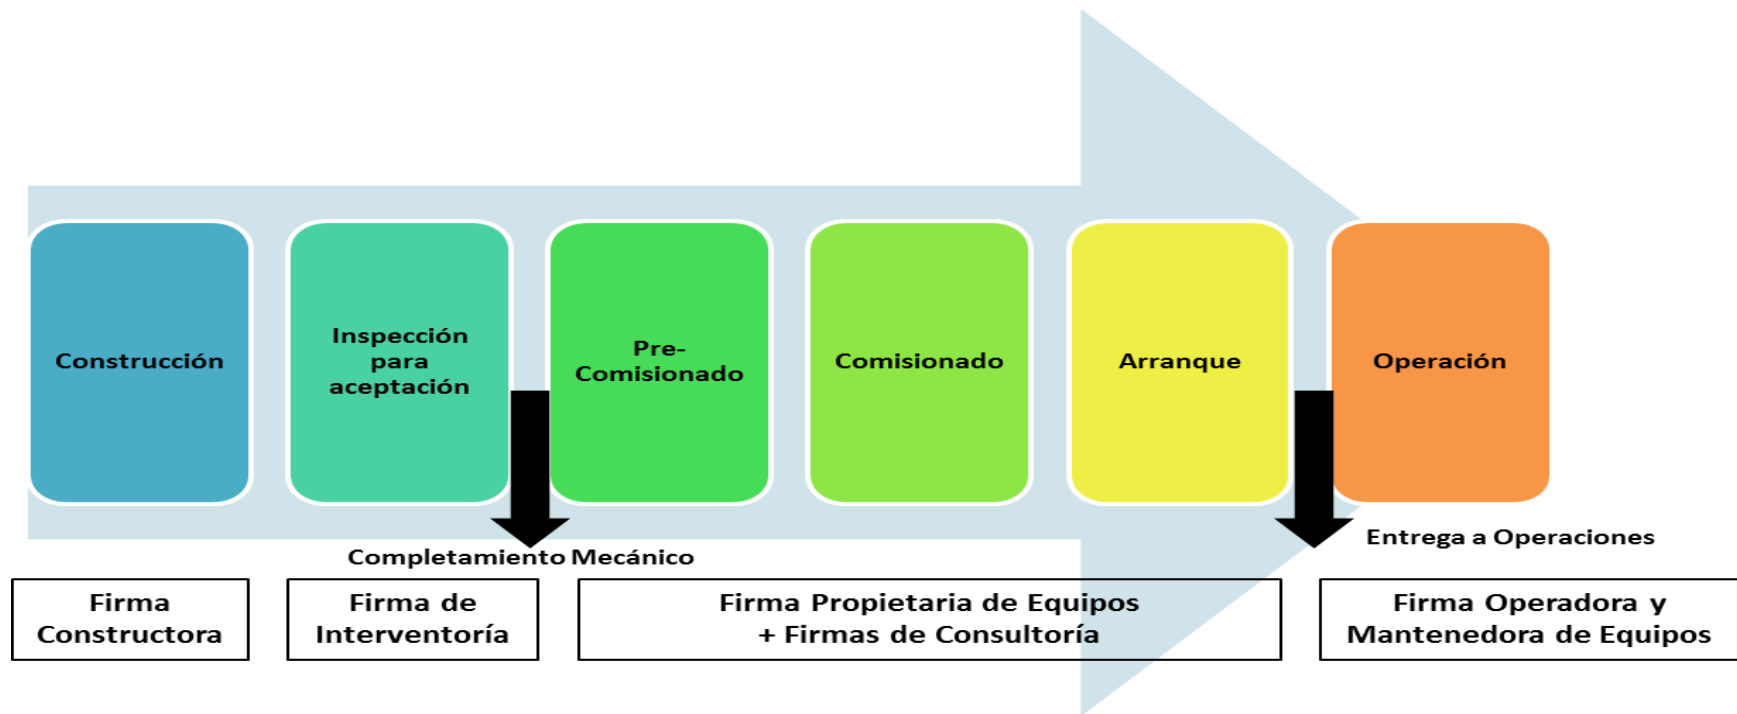 Construcción
Inspección
para
aceptación
Pre-
Comisionado
Comisionado
Arranque
Operación
Completamiento Mecánico
Entrega a Operaciones
Firma
Constructora
Firma de
Interventoría
Firma Propietaria de Equipos
+ Firmas de Consultoría
Firma Operadora y
Mantenedora de Equipos